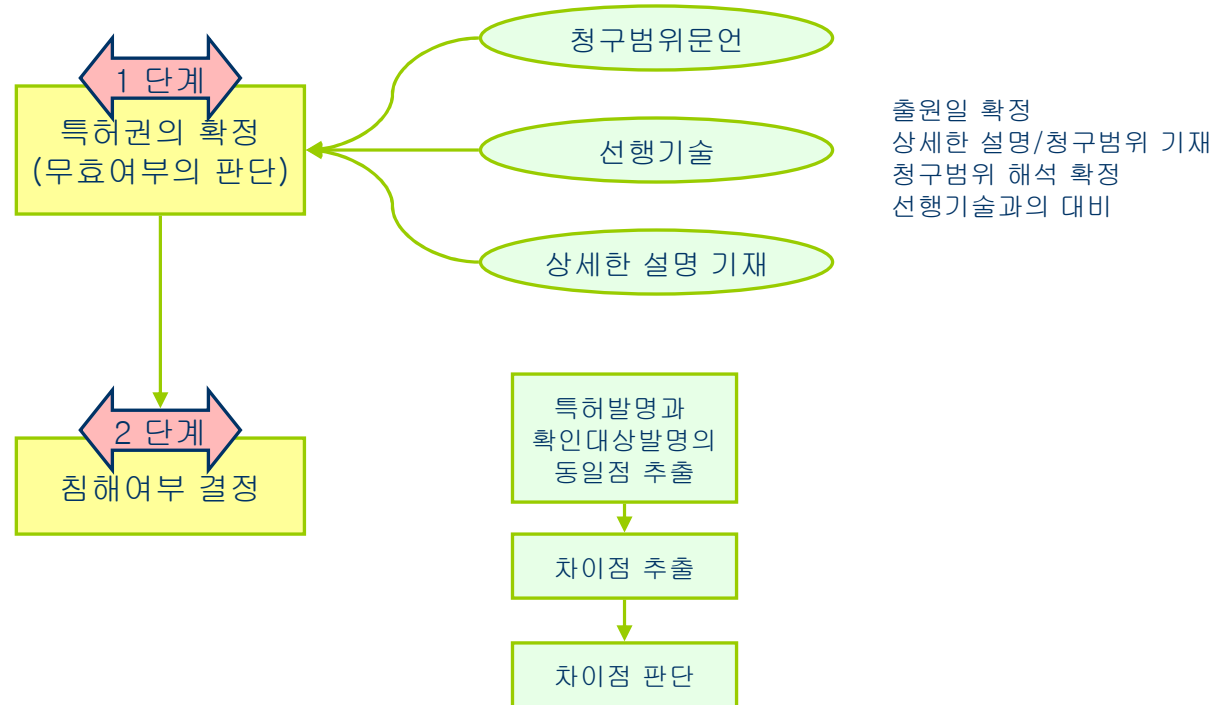 1 단계
특허권의 확정
(무효여부의 판단)
청구범위문언
선행기술
상세한 설명 기재
출원일 확정
상세한 설명/청구범위 기재
청구범위 해석 확정
선행기술과의 대비
2 단계
침해여부 결정
특허발명과
확인대상발명의
동일점 추출
차이점 추출
차이점 판단